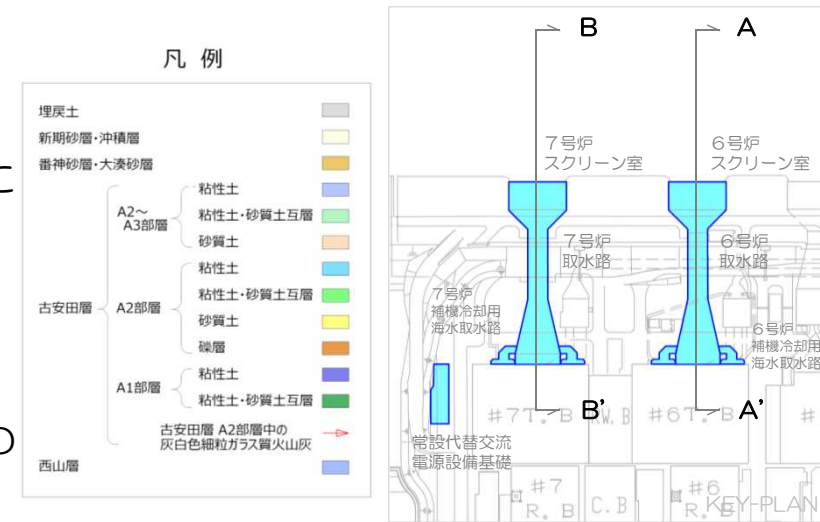 凡 例
埋戻土
新期砂層・沖積層
番神砂層・大湊砂層
古安田層
A2～
A3部層
粘性土
粘性土・砂質土互層
砂質土
A2部層
粘性土
粘性土・砂質土互層
砂質土
礫層
A1部層
粘性土
粘性土・砂質土互層
古安田層 A2部層中の
灰白色細粒ガラス質火山灰
西山層
B
A
7号炉
スクリーン室
6号炉
スクリーン室
7号炉
取水路
6号炉
取水路
7号炉
補機冷却用
海水取水路
6号炉
補機冷却用
海水取水路
B'
A'
#7T. B
RW. B
#6T. B
#
常設代替交流
電源設備基礎
#7
R. B
C. B
#6
R. B
KEY-PLAN